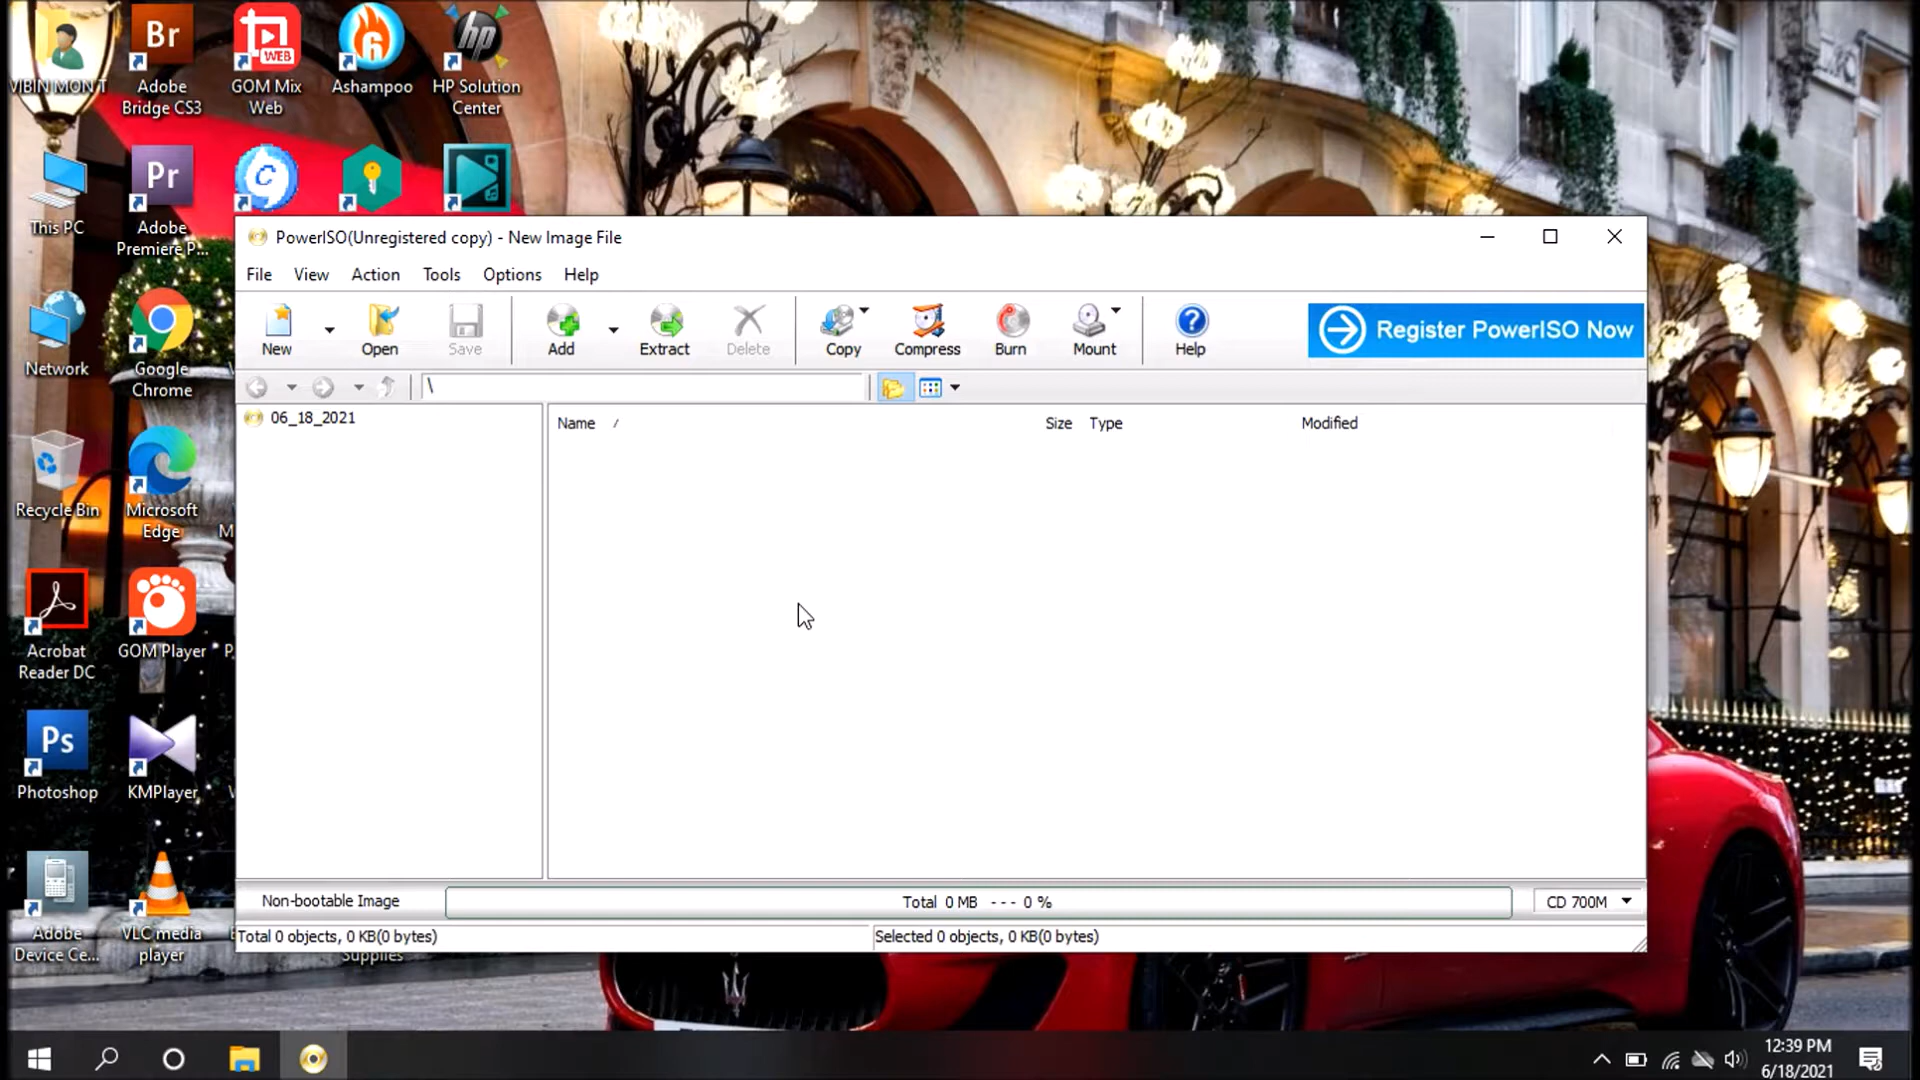 VIBIN MON T
Br
Adobe
Bridge CS3
WEB
GOM Mix
Web
6
Ashampoo
hp
HP Solution
Center
This PC
Pr
Adobe
Premiere P...
C
PowerISO(Unregistered copy) - New Image File
File View Action Tools Options Help
New Open Save Add Extract Delete Copy Compress Burn Mount Help
Register PowerISO Now
\
06_18_2021
Name / Size Type Modified
Network
Google
Chrome
Recycle Bin
Microsoft
Edge
M
Acrobat
Reader DC
GOM Player
P
Ps
Photoshop
KMPlayer
Adobe
Device Ce...
VLC media
player
Supplies
Non-bootable Image
Total 0 MB --- 0 %
CD 700M
Total 0 objects, 0 KB(0 bytes)
Selected 0 objects, 0 KB(0 bytes)
12:39 PM
6/18/2021